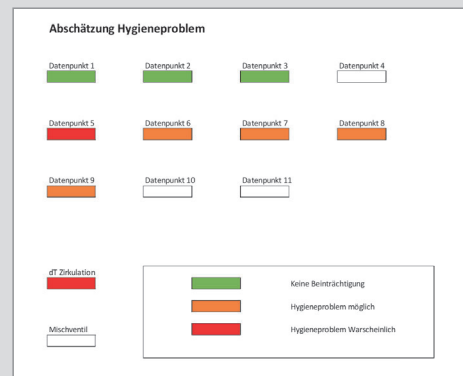 Abschätzung Hygieneproblem
Datenpunkt 1 Datenpunkt 2 Datenpunkt 3 Datenpunkt 4
Datenpunkt 5 Datenpunkt 6 Datenpunkt 7 Datenpunkt 8
Datenpunkt 9 Datenpunkt 10 Datenpunkt 11
dT Zirkulation
Keine Beinträchtigung
Hygieneproblem möglich
Mischventil
Hygieneproblem Warscheinlich